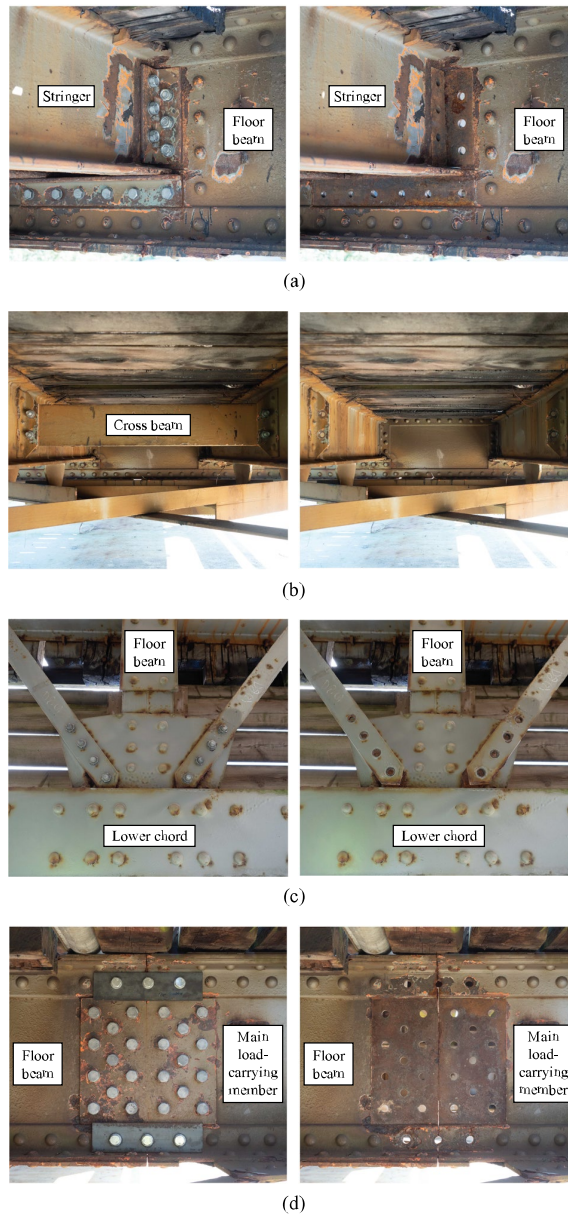 Stringer
Floor
beam
Stringer
Floor
beam
(a)
Cross beam
(b)
Floor
beam
Lower chord
Floor
beam
Lower chord
(c)
Floor
beam
Main
load-
carrying
member
Floor
beam
Main
load-
carrying
member
(d)